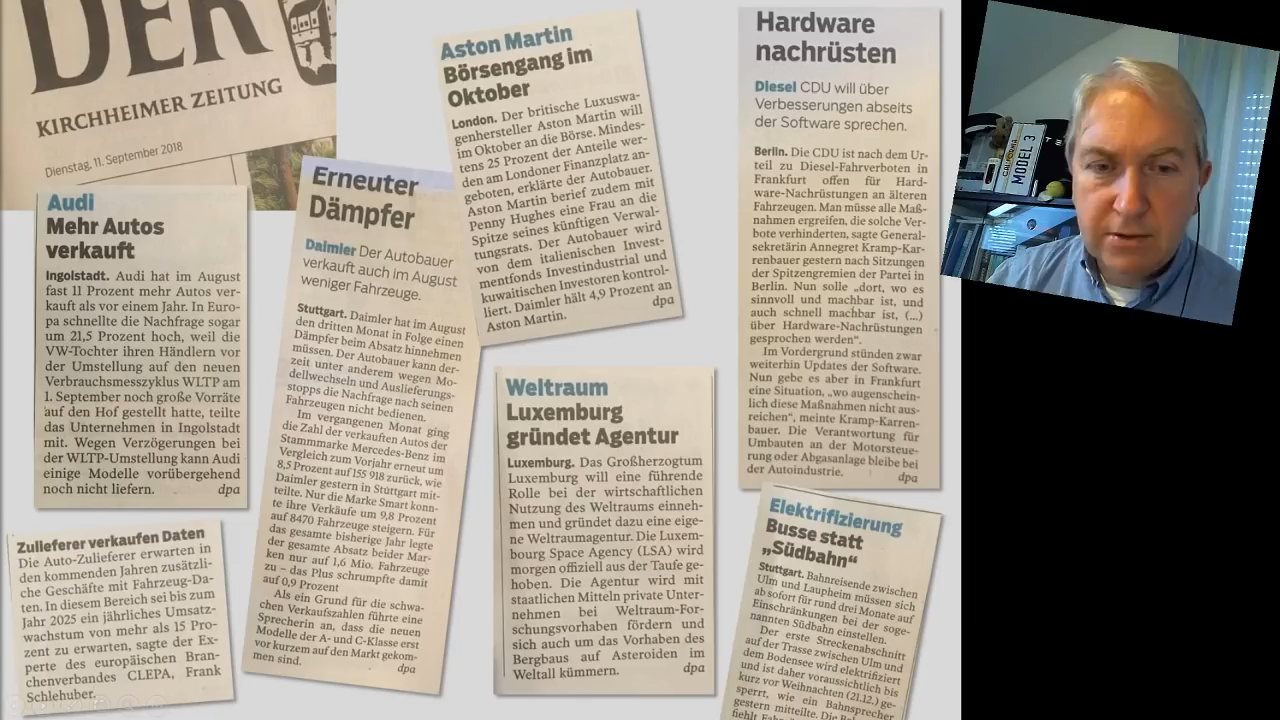 DER
KIRCHHEIMER ZEITUNG
Dienstag, 11. September 2018
Audi
Mehr Autos
verkauft
Ingolstadt. Audi hat im August
fast 11 Prozent mehr Autos ver-
kauft als vor einem Jahr. In Euro-
pa schnellte die Nachfrage sogar
um 21,5 Prozent hoch, weil die
VW-Tochter ihren Händlern vor
der Umstellung auf den neuen
Verbrauchsmesszyklus WLTP am
1. September noch große Vorräte
auf den Hof gestellt hatte, teilte
das Unternehmen in Ingolstadt
mit. Wegen Verzögerungen bei
der WLTP-Umstellung kann Audi
einige Modelle vorübergehend
noch nicht liefern. dpa
Zulieferer verkaufen Daten
Die Auto-Zulieferer erwarten in
den kommenden Jahren zusätzli-
che Geschäfte mit Fahrzeug-Da-
ten. In diesem Bereich sei bis zum
Jahr 2025 ein jährliches Umsatz-
wachstum von mehr als 15 Pro-
zent zu erwarten, sagte der Ex-
perte des europäischen Bran-
chenverbandes CLEPA, Frank
Schlehuber.
Erneuter
Dämpfer
Daimler Der Autobauer
verkauft auch im August
weniger Fahrzeuge.
Stuttgart. Daimler hat im August
den dritten Monat in Folge einen
Dämpfer beim Absatz hinnehmen
müssen. Der Autobauer kann der-
zeit unter anderem wegen Mo-
dellwechseln und Auslieferungs-
stopps die Nachfrage nach seinen
Fahrzeugen nicht bedienen.
Im vergangenen Monat ging
die Zahl der verkauften Autos der
Stammmarke Mercedes-Benz im
Vergleich zum Vorjahr erneut um
8,5 Prozent auf 155 918 zurück, wie
Daimler gestern in Stuttgart mit-
teilte. Nur die Marke Smart konn-
te ihre Verkäufe um 9,8 Prozent
auf 8470 Fahrzeuge steigern. Für
das gesamte bisherige Jahr legte
der gesamte Absatz beider Mar-
ken nur auf 1,6 Mio. Fahrzeuge
zu – das Plus schrumpfte damit
auf 0,9 Prozent
Als ein Grund für die schwa-
chen Verkaufszahlen führte eine
Sprecherin an, dass die neuen
Modelle der A- und C-Klasse erst
vor kurzem auf den Markt gekom-
men sind. dpa
Aston Martin
Börsengang im
Oktober
London. Der britische Luxuswa-
genhersteller Aston Martin will
im Oktober an die Börse. Mindes-
tens 25 Prozent der Anteile wer-
den am Londoner Finanzplatz an-
geboten, erklärte der Autobauer.
Aston Martin berief zudem mit
Penny Hughes eine Frau an die
Spitze seines künftigen Verwal-
tungsrats. Der Autobauer wird
von dem italienischen Invest-
mentfonds Investindustrial und
kuwaitischen Investoren kontrol-
liert. Daimler hält 4,9 Prozent an
Aston Martin. dpa
Weltraum
Luxemburg
gründet Agentur
Luxemburg. Das Großherzogtum
Luxemburg will eine führende
Rolle bei der wirtschaftlichen
Nutzung des Weltraums einneh-
men und gründet dazu eine eige-
ne Weltraumagentur. Die Luxem-
bourg Space Agency (LSA) wird
morgen offiziell aus der Taufe ge-
hoben. Die Agentur wird mit
staatlichen Mitteln private Unter-
nehmen bei Weltraum-For-
schungsvorhaben fördern und
sich auch um das Vorhaben des
Bergbaus auf Asteroiden im
Weltall kümmern. dpa
Hardware
nachrüsten
Diesel CDU will über
Verbesserungen abseits
der Software sprechen.
Berlin. Die CDU ist nach dem Ur-
teil zu Diesel-Fahrverboten in
Frankfurt offen für Hard-
ware-Nachrüstungen an älteren
Fahrzeugen. Man müsse alle Maß-
nahmen ergreifen, die solche Ver-
bote verhinderten, sagte General-
sekretärin Annegret Kramp-Kar-
renbauer gestern nach Sitzungen
der Spitzengremien der Partei in
Berlin. Nun solle „dort, wo es
sinnvoll und machbar ist, und
auch schnell machbar ist, (...)
über Hardware-Nachrüstungen
gesprochen werden“.
Im Vordergrund stünden zwar
weiterhin Updates der Software.
Nun gebe es aber in Frankfurt
eine Situation, „wo augenschein-
lich diese Maßnahmen nicht aus-
reichen“, meinte Kramp-Karren-
bauer. Die Verantwortung für
Umbauten an der Motorsteue-
rung oder Abgasanlage bleibe bei
der Autoindustrie. dpa
Elektrifizierung
Busse statt
„Südbahn“
Stuttgart. Bahnreisende zwischen
Ulm und Laupheim müssen sich
ab sofort für rund drei Monate auf
Einschränkungen bei der soge-
nannten Südbahn einstellen.
Der erste Streckenabschnitt
auf der Trasse zwischen Ulm und
dem Bodensee wird elektrifiziert
und ist daher voraussichtlich bis
kurz vor Weihnachten (21.12.) ge-
sperrt, wie ein Bahnsprecher
gestern mitteilte. Die
MODEL 3